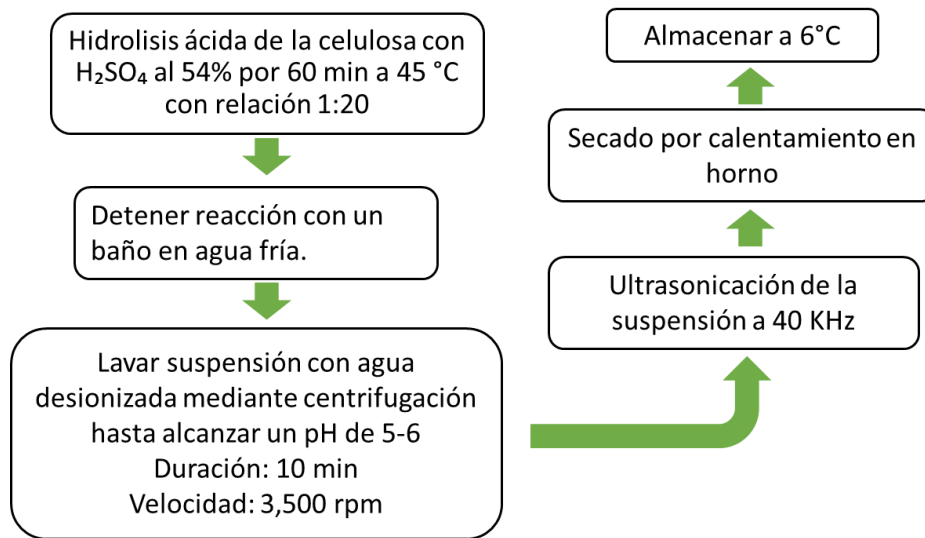 Hidrolisis ácida de la celulosa con
H₂SO₄ al 54% por 60 min a 45 °C
con relación 1:20
Detener reacción con un
baño en agua fría.
Lavar suspensión con agua
desionizada mediante centrifugación
hasta alcanzar un pH de 5-6
Duración: 10 min
Velocidad: 3,500 rpm
Ultrasonicación de la
suspensión a 40 KHz
Secado por calentamiento en
horno
Almacenar a 6°C